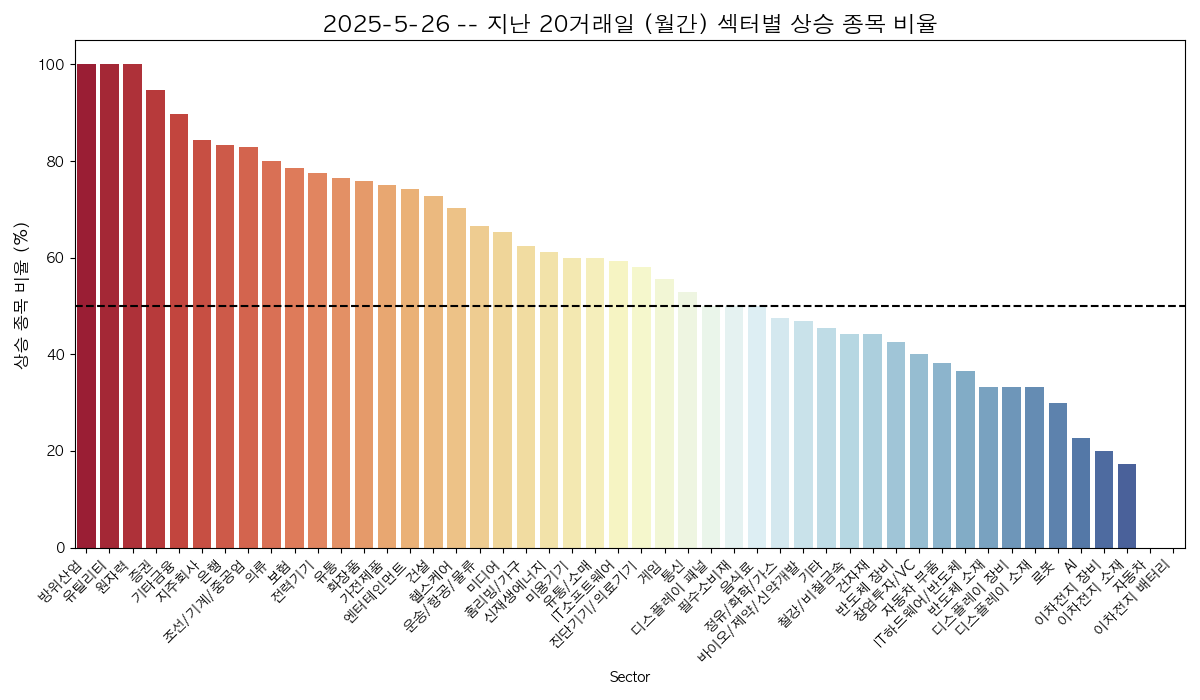 2025-5-26 -- 지난 20거래일 (월간) 섹터별 상승 종목 비율
상승 종목 비율 (%)
100
80
60
40
20
0
방위산업
유틸리티
원자력
증권
기타금융
지주회사
은행
조선/기계/중공업
의류
보험
전력기기
유통
화장품
가전제품
엔터테인먼트
건설
헬스케어
운송/항공/물류
미디어
홈리빙/가구
신재생에너지
미용기기
유통/소매
IT소프트웨어
진단기기/의료기기
게임
통신
디스플레이 패널
필수소비재
음식료
정유/화학/가스
바이오/제약/신약개발
기타
철강/비철금속
건자재
반도체 장비
창업투자/VC
자동차 부품
IT하드웨어/반도체
반도체 소재
디스플레이 장비
디스플레이 소재
로봇
AI
이차전지 장비
이차전지 소재
자동차
이차전지 배터리
Sector